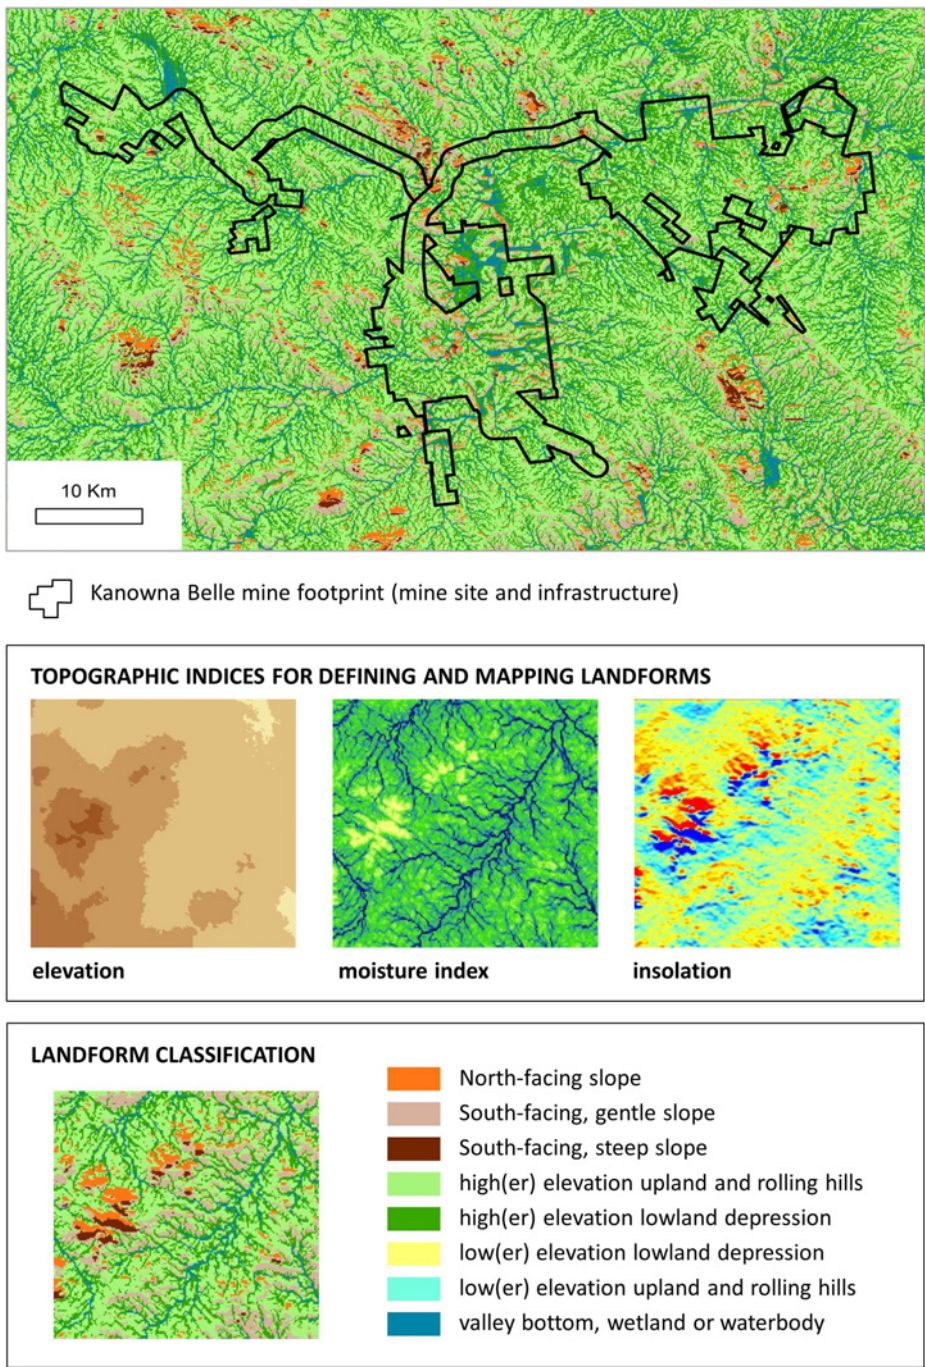 10 Km
Kanowna Belle mine footprint (mine site and infrastructure)
TOPOGRAPHIC INDICES FOR DEFINING AND MAPPING LANDFORMS
elevation
moisture index
insolation
LANDFORM CLASSIFICATION
North-facing slope
South-facing, gentle slope
South-facing, steep slope
high(er) elevation upland and rolling hills
high(er) elevation lowland depression
low(er) elevation lowland depression
low(er) elevation upland and rolling hills
valley bottom, wetland or waterbody